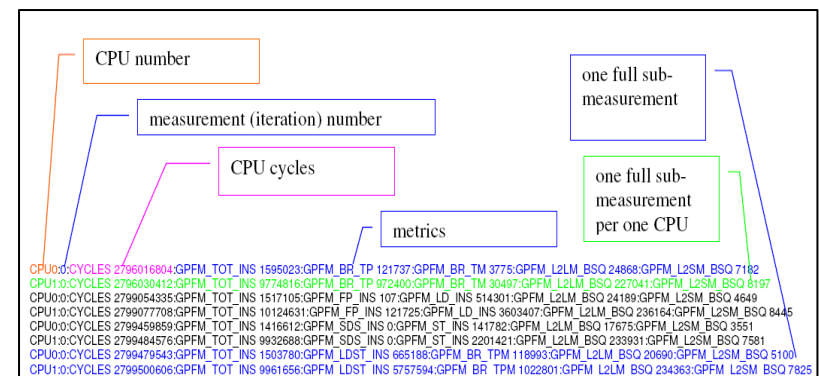 CPU number
one full sub-
measurement
measurement (iteration) number
CPU cycles
one full sub-
measurement
per one CPU
metrics
CPU0:0:CYCLES 2796016804:GPFM_TOT_INS 1595023:GPFM_BR_TP 121737:GPFM_BR_TM 3775:GPFM_L2LM_BSQ 24868:GPFM_L2SM_BSQ 7182
CPU1:0:CYCLES 2796030412:GPFM_TOT_INS 9774816:GPFM_BR_TP 972400:GPFM_BR_TM 30497:GPFM_L2LM_BSQ 227041:GPFM_L2SM_BSQ 8197
CPU0:0:CYCLES 2799054335:GPFM_TOT_INS 1517105:GPFM_FP_INS 107:GPFM_LD_INS 514301:GPFM_L2LM_BSQ 24189:GPFM_L2SM_BSQ 4649
CPU1:0:CYCLES 2799077708:GPFM_TOT_INS 10124631:GPFM_FP_INS 121725:GPFM_LD_INS 3603407:GPFM_L2LM_BSQ 236164:GPFM_L2SM_BSQ 8445
CPU0:0:CYCLES 2799459859:GPFM_TOT_INS 1416612:GPFM_SDS_INS 0:GPFM_ST_INS 141782:GPFM_L2LM_BSQ 17675:GPFM_L2SM_BSQ 3551
CPU1:0:CYCLES 2799484576:GPFM_TOT_INS 9932688:GPFM_SDS_INS 0:GPFM_ST_INS 2201421:GPFM_L2LM_BSQ 233931:GPFM_L2SM_BSQ 7581
CPU0:0:CYCLES 2799479543:GPFM_TOT_INS 1503780:GPFM_LDST_INS 665188:GPFM_BR_TPM 118993:GPFM_L2LM_BSQ 20690:GPFM_L2SM_BSQ 5100
CPU1:0:CYCLES 2799500606:GPFM_TOT_INS 9961656:GPFM_LDST_INS 5757594:GPFM_BR_TPM 1022801:GPFM_L2LM_BSQ 234363:GPFM_L2SM_BSQ 7825